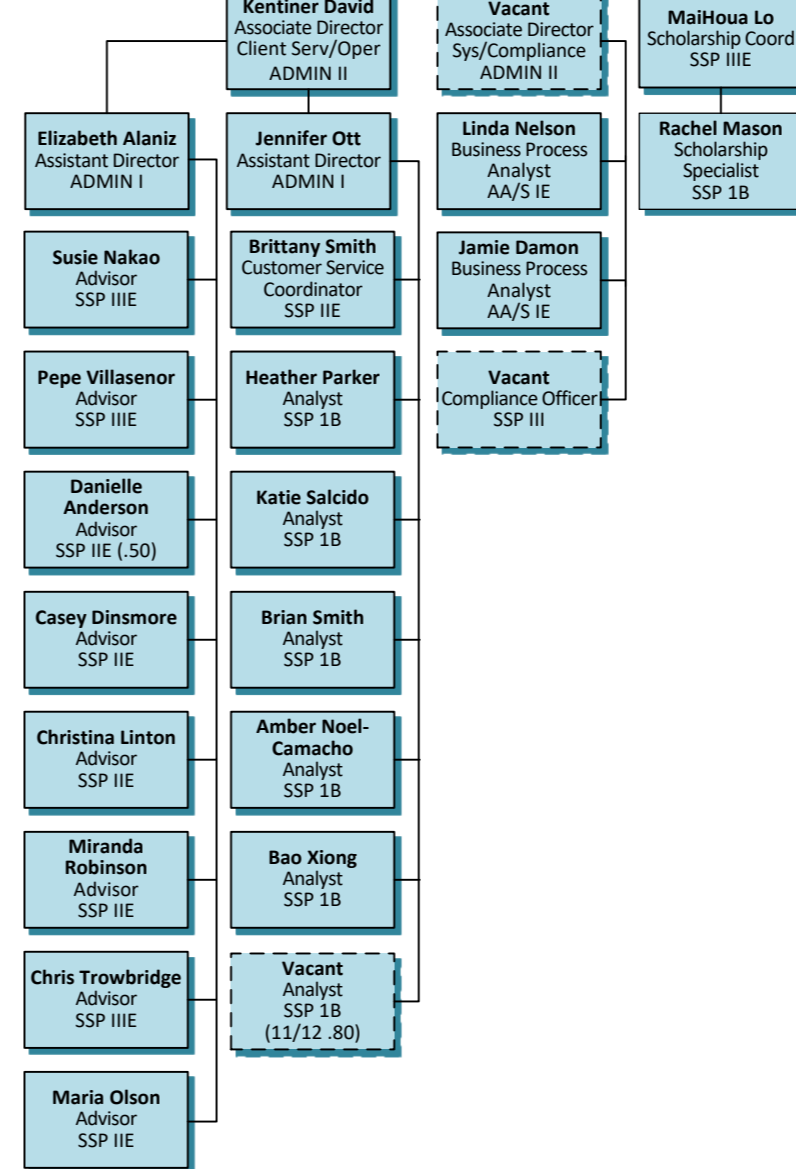 Kentiner David
Associate Director
Client Serv/Oper
ADMIN II
Vacant
Associate Director
Sys/Compliance
ADMIN II
MaiHoua Lo
Scholarship Coord
SSP IIIE
Elizabeth Alaniz
Assistant Director
ADMIN I
Jennifer Ott
Assistant Director
ADMIN I
Linda Nelson
Business Process
Analyst
AA/S IE
Rachel Mason
Scholarship
Specialist
SSP 1B
Susie Nakao
Advisor
SSP IIIE
Brittany Smith
Customer Service
Coordinator
SSP IIE
Jamie Damon
Business Process
Analyst
AA/S IE
Pepe Villasenor
Advisor
SSP IIIE
Heather Parker
Analyst
SSP 1B
Vacant
Compliance Officer
SSP III
Danielle
Anderson
Advisor
SSP IIE (.50)
Katie Salcido
Analyst
SSP 1B
Casey Dinsmore
Advisor
SSP IIE
Brian Smith
Analyst
SSP 1B
Christina Linton
Advisor
SSP IIE
Amber Noel-
Camacho
Analyst
SSP 1B
Miranda
Robinson
Advisor
SSP IIE
Bao Xiong
Analyst
SSP 1B
Chris Trowbridge
Advisor
SSP IIIE
Vacant
Analyst
SSP 1B
(11/12 .80)
Maria Olson
Advisor
SSP IIE